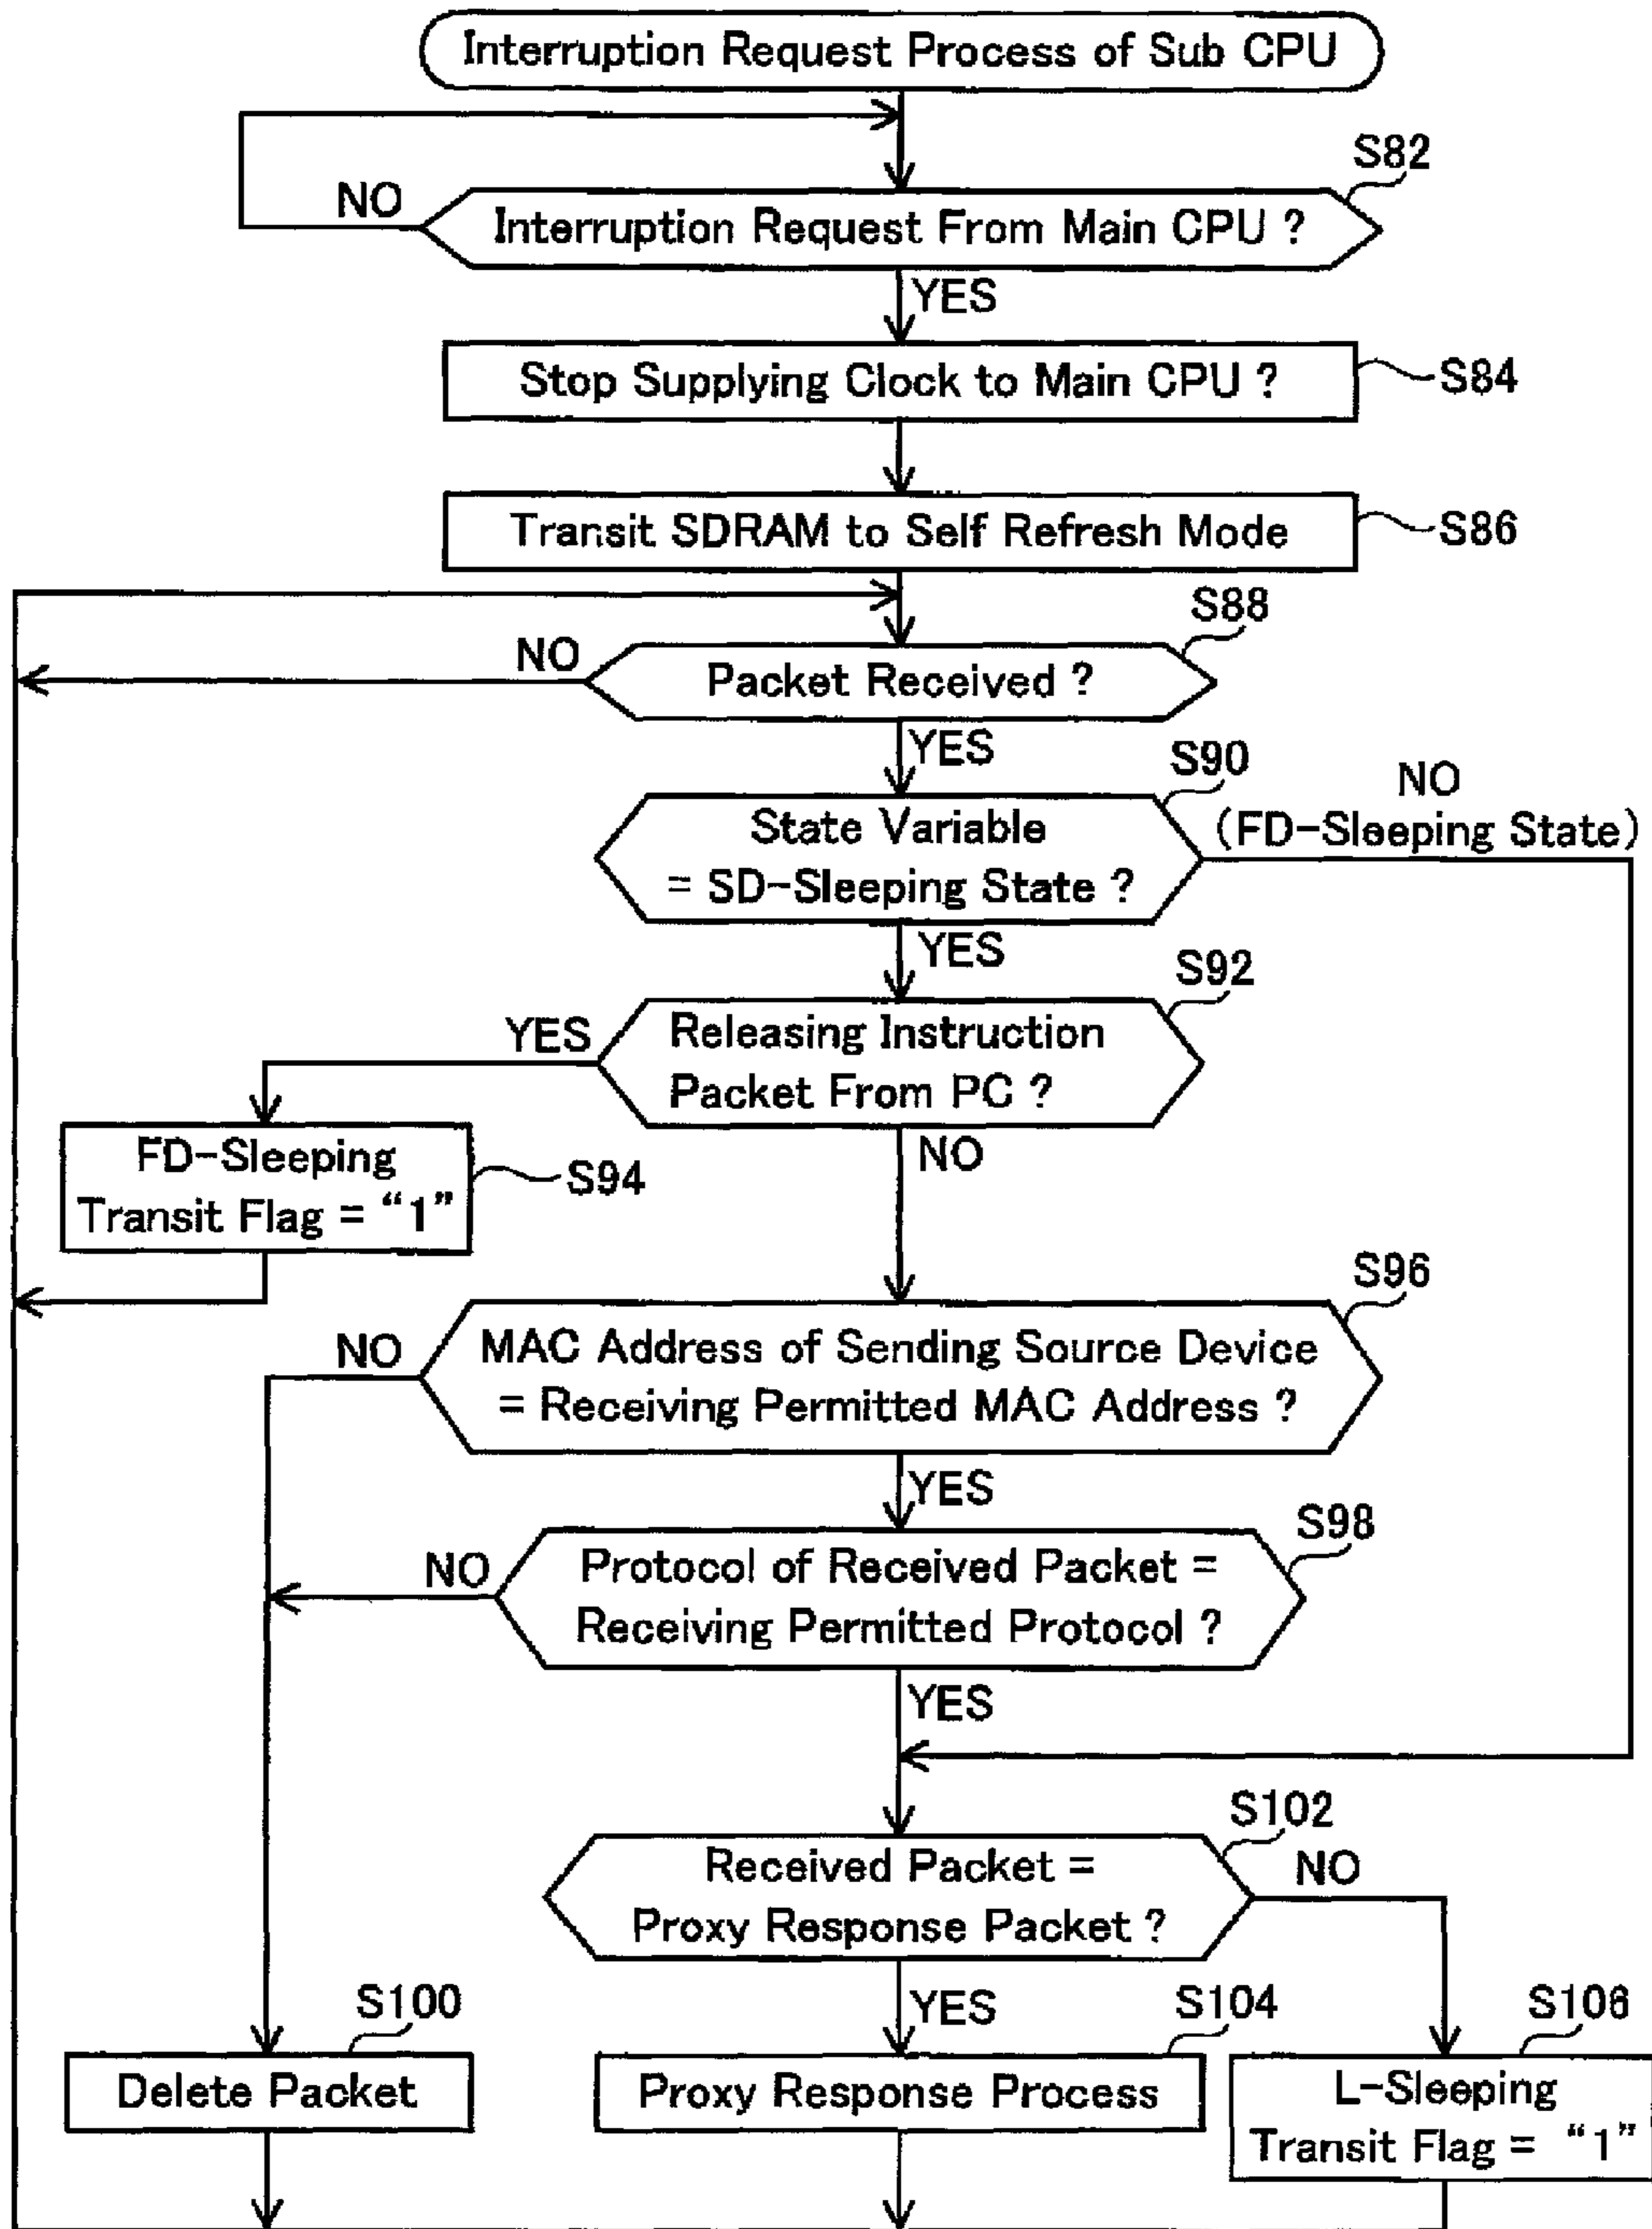 Interruption Request Process of Sub CPU
S82
NO
Interruption Request From Main CPU ?
YES
Stop Supplying Clock to Main CPU ?
S84
Transit SDRAM to Self Refresh Mode
S86
S88
NO
Packet Received ?
YES
S90
NO
(FD-Sleeping State)
State Variable
= SD-Sleeping State ?
YES
S92
YES
Releasing Instruction
Packet From PC ?
NO
FD-Sleeping
Transit Flag = “1”
S94
S96
NO
MAC Address of Sending Source Device
= Receiving Permitted MAC Address ?
YES
S98
NO
Protocol of Received Packet =
Receiving Permitted Protocol ?
YES
S102
Received Packet =
Proxy Response Packet ?
NO
YES
S100
S104
S106
Delete Packet
Proxy Response Process
L-Sleeping
Transit Flag = “1”